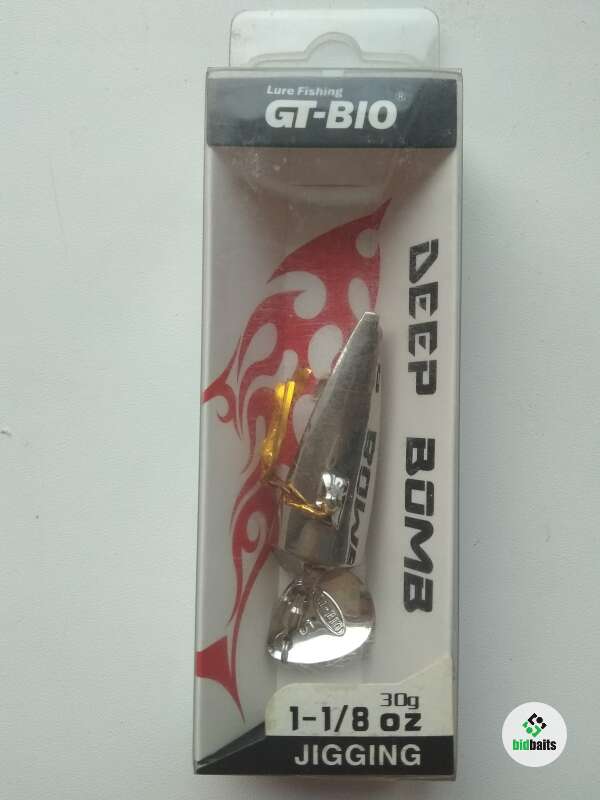 Lure Fishing
GT-BIO®
DEEP BOMB
30g
1-1/8 oz
JIGGING
bidbaits